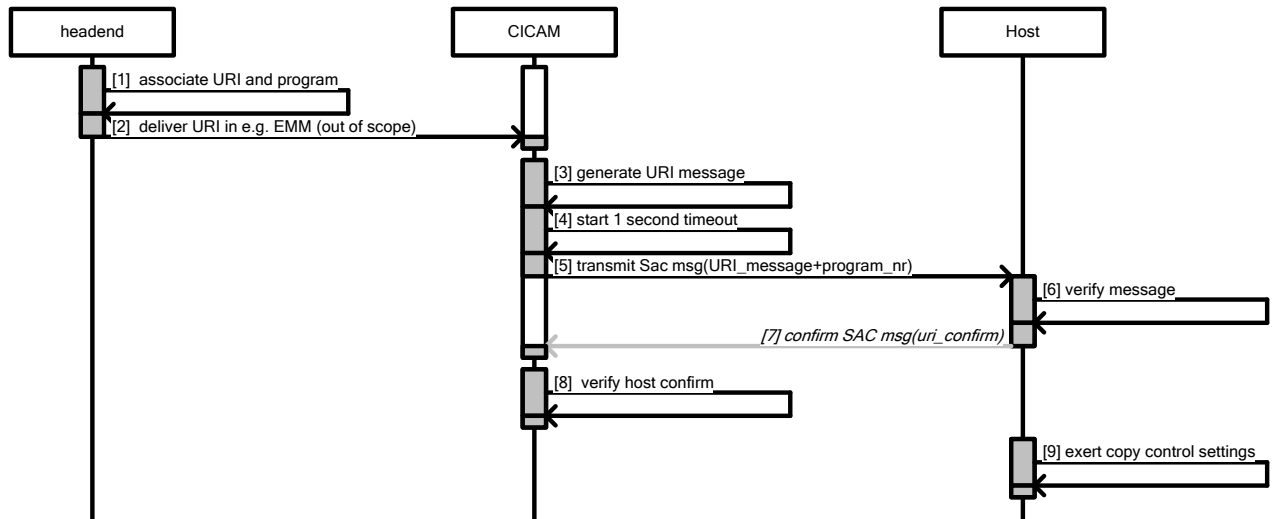 headend
CICAM
Host
[1] associate URI and program
[2] deliver URI in e.g. EMM (out of scope)
[3] generate URI message
[4] start 1 second timeout
[5] transmit Sac msg(URI_message+program_nr)
[6] verify message
[7] confirm SAC msg(uri_confirm)
[8] verify host confirm
[9] exert copy control settings